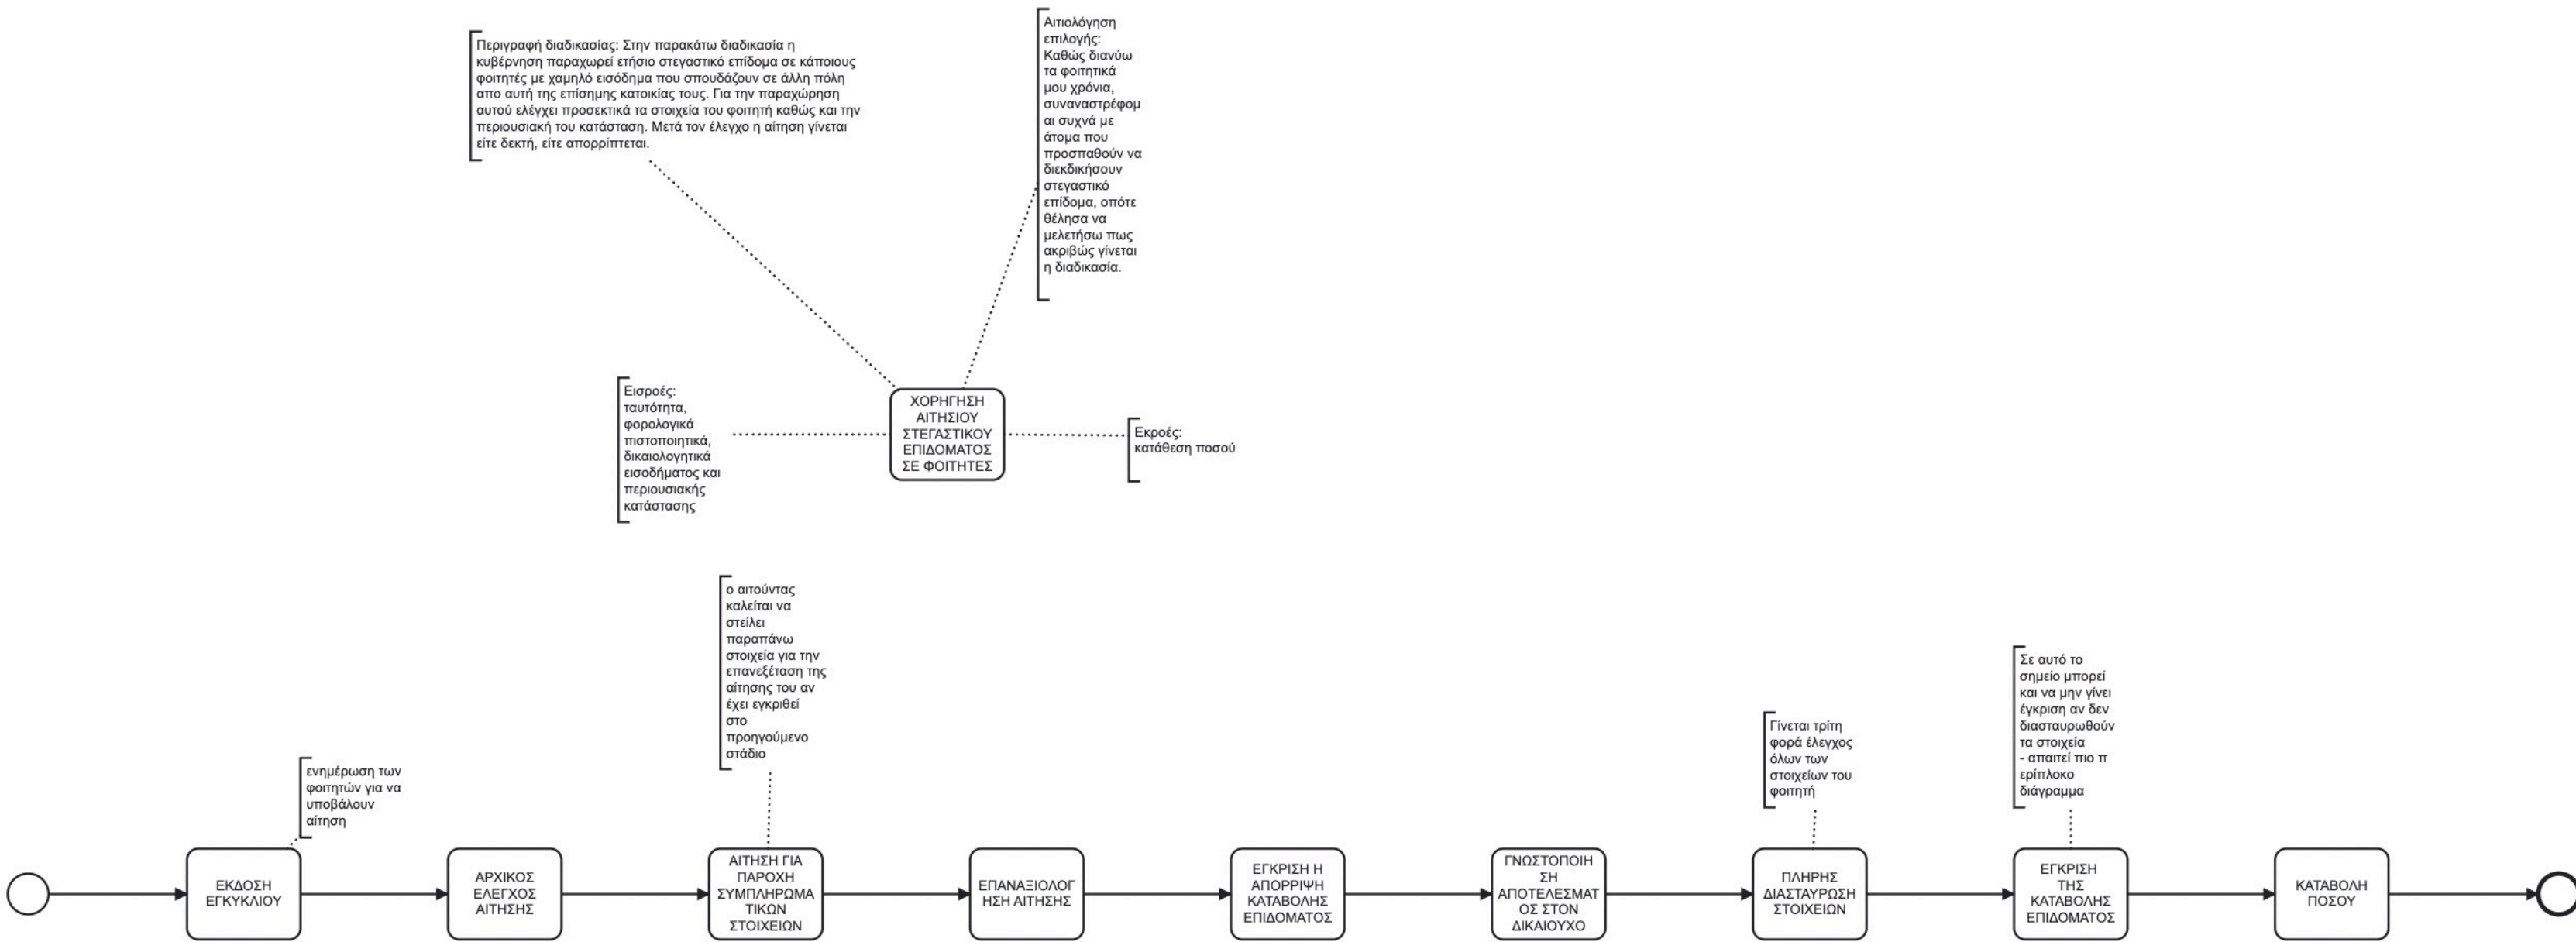 Περιγραφή διαδικασίας: Στην παρακάτω διαδικασία η
κυβέρνηση παραχωρεί ετήσιο στεγαστικό επίδομα σε κάποιους
φοιτητές με χαμηλό εισόδημα που σπουδάζουν σε άλλη πόλη
απο αυτή της επίσημης κατοικίας τους. Για την παραχώρηση
αυτού ελέγχει προσεκτικά τα στοιχεία του φοιτητή καθώς και την
περιουσιακή του κατάσταση. Μετά τον έλεγχο η αίτηση γίνεται
είτε δεκτή, είτε απορρίπτεται.
Αιτιολόγηση
επιλογής:
Καθώς διανύω
τα φοιτητικά
μου χρόνια,
συναναστρέφομ
αι συχνά με
άτομα που
προσπαθούν να
διεκδικήσουν
στεγαστικό
επίδομα, οπότε
θέλησα να
μελετήσω πως
ακριβώς γίνεται
η διαδικασία.
Εισροές:
ταυτότητα,
φορολογικά
πιστοποιητικά,
δικαιολογητικά
εισοδήματος και
περιουσιακής
κατάστασης
ΧΟΡΗΓΗΣΗ
ΑΙΤΗΣΙΟΥ
ΣΤΕΓΑΣΤΙΚΟΥ
ΕΠΙΔΟΜΑΤΟΣ
ΣΕ ΦΟΙΤΗΤΕΣ
Εκροές:
κατάθεση ποσού
ενημέρωση των
φοιτητών για να
υποβάλουν
αίτηση
ο αιτούντας
καλείται να
στείλει
παραπάνω
στοιχεία για την
επανεξέταση της
αίτησης του αν
έχει εγκριθεί
στο
προηγούμενο
στάδιο
Γίνεται τρίτη
φορά έλεγχος
όλων των
στοιχείων του
φοιτητή
Σε αυτό το
σημείο μπορεί
και να μην γίνει
έγκριση αν δεν
διασταυρωθούν
τα στοιχεία
- απαιτεί πιο π
ερίπλοκο
διάγραμμα
ΕΚΔΟΣΗ
ΕΓΚΥΚΛΙΟΥ
ΑΡΧΙΚΟΣ
ΕΛΕΓΧΟΣ
ΑΙΤΗΣΗΣ
ΑΙΤΗΣΗ ΓΙΑ
ΠΑΡΟΧΗ
ΣΥΜΠΛΗΡΩΜΑ
ΤΙΚΩΝ
ΣΤΟΙΧΕΙΩΝ
ΕΠΑΝΑΞΙΟΛΟΓ
ΗΣΗ ΑΙΤΗΣΗΣ
ΕΓΚΡΙΣΗ Η
ΑΠΟΡΡΙΨΗ
ΚΑΤΑΒΟΛΗΣ
ΕΠΙΔΟΜΑΤΟΣ
ΓΝΩΣΤΟΠΟΙΗ
ΣΗ
ΑΠΟΤΕΛΕΣΜΑΤ
ΟΣ ΣΤΟΝ
ΔΙΚΑΙΟΥΧΟ
ΠΛΗΡΗΣ
ΔΙΑΣΤΑΥΡΩΣΗ
ΣΤΟΙΧΕΙΩΝ
ΕΓΚΡΙΣΗ
ΤΗΣ
ΚΑΤΑΒΟΛΗΣ
ΕΠΙΔΟΜΑΤΟΣ
ΚΑΤΑΒΟΛΗ
ΠΟΣΟΥ